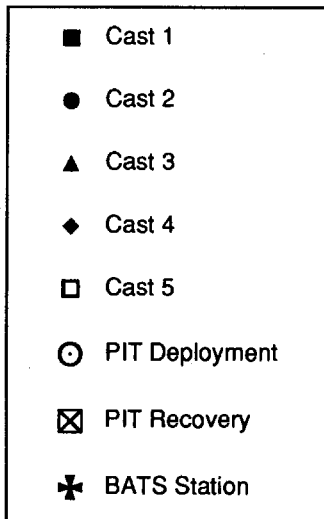 Cast 1
Cast 2
Cast 3
Cast 4
Cast 5
PIT Deployment
PIT Recovery
BATS Station